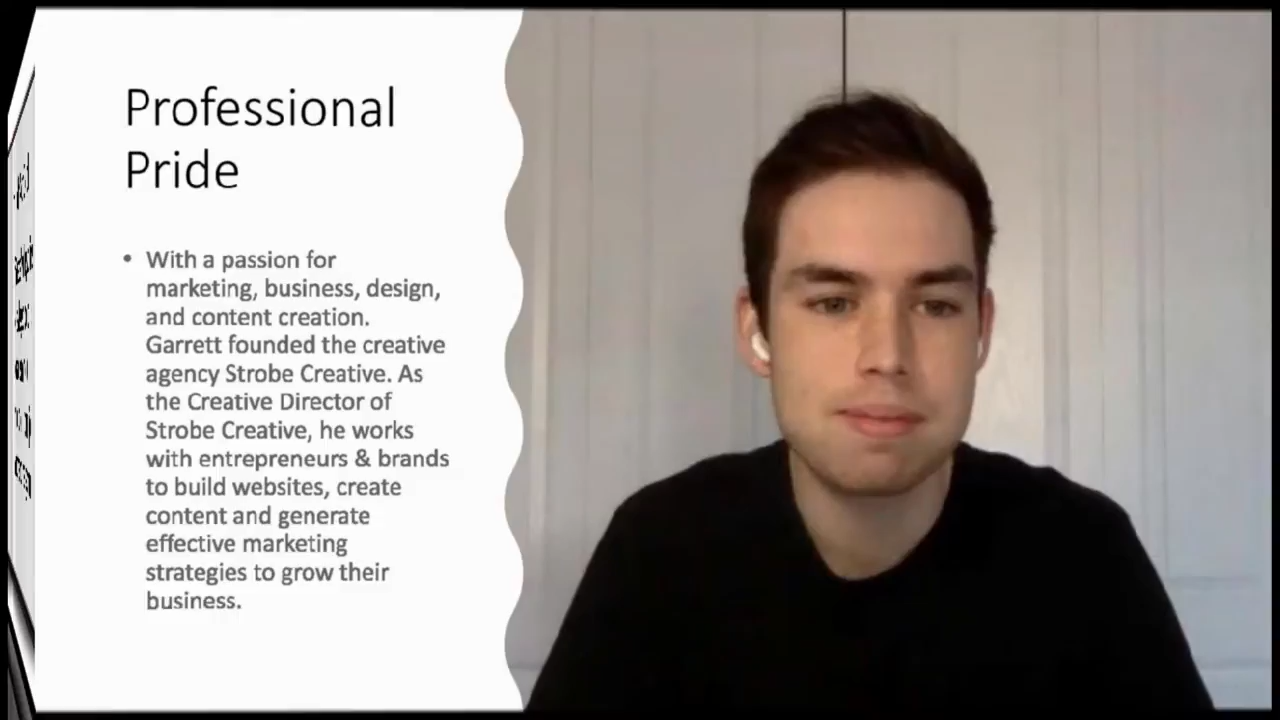 Professional
Pride
• With a passion for
marketing, business, design,
and content creation.
Garrett founded the creative
agency Strobe Creative. As
the Creative Director of
Strobe Creative, he works
with entrepreneurs & brands
to build websites, create
content and generate
effective marketing
strategies to grow their
business.